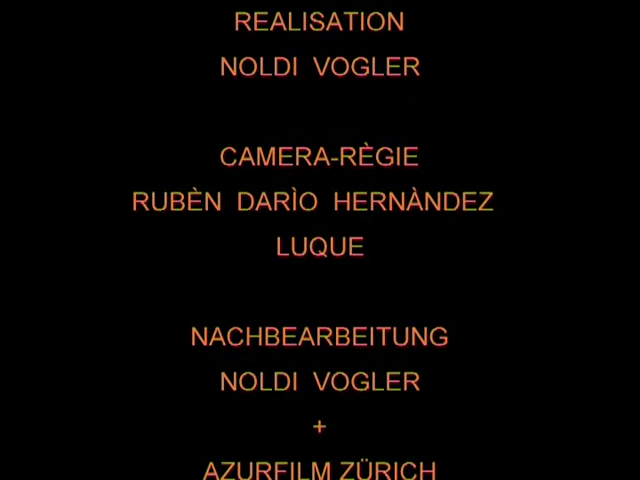 REALISATION
NOLDI VOGLER
CAMERA-RÈGIE
RUBÈN DARÌO HERNÀNDEZ
LUQUE
NACHBEARBEITUNG
NOLDI VOGLER
+
AZURFILM ZÜRICH